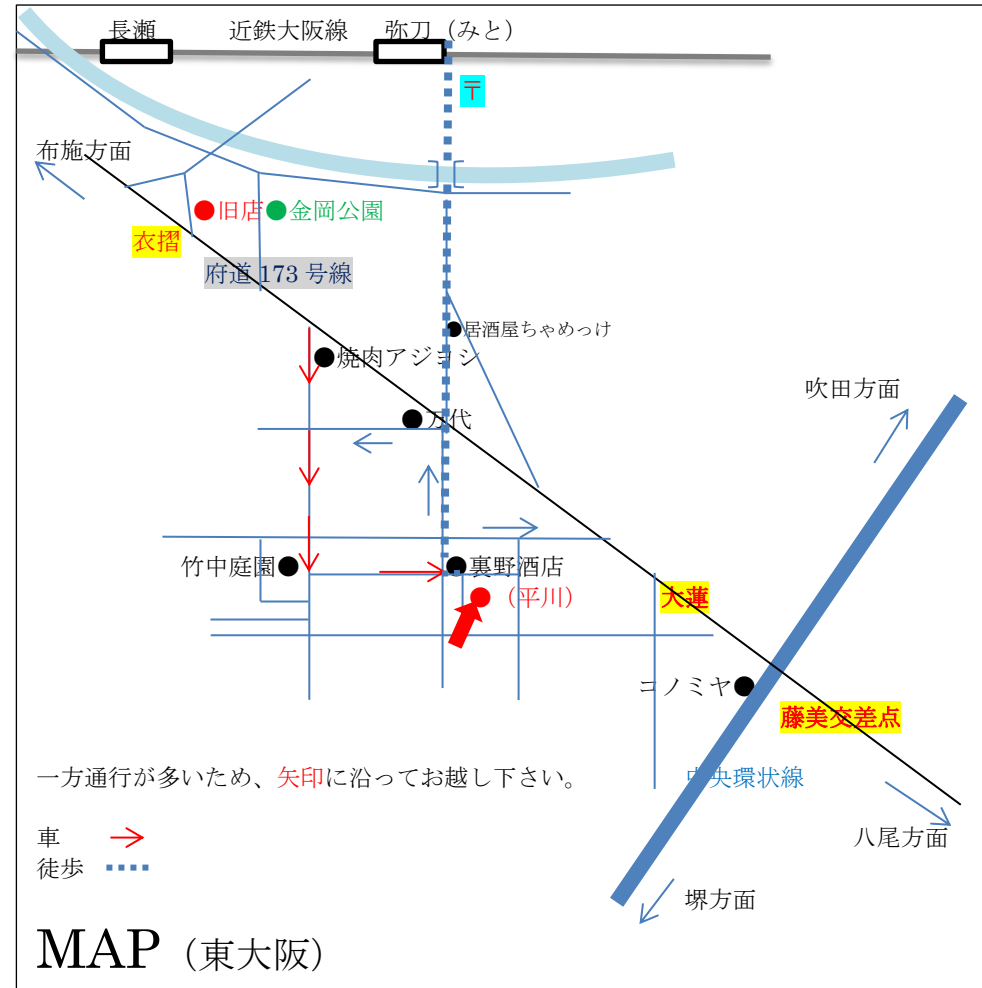 長瀬
近鉄大阪線
弥刀（みと）
〒
布施方面
旧店
金岡公園
衣摺
府道 173 号線
居酒屋ちゃめっけ
焼肉アジヨシ
吹田方面
万代
竹中庭園
裏野酒店
（平川）
大蓮
コノミヤ
藤美交差点
一方通行が多いため、矢印に沿ってお越し下さい。
中央環状線
車
八尾方面
徒歩
堺方面
MAP（東大阪）